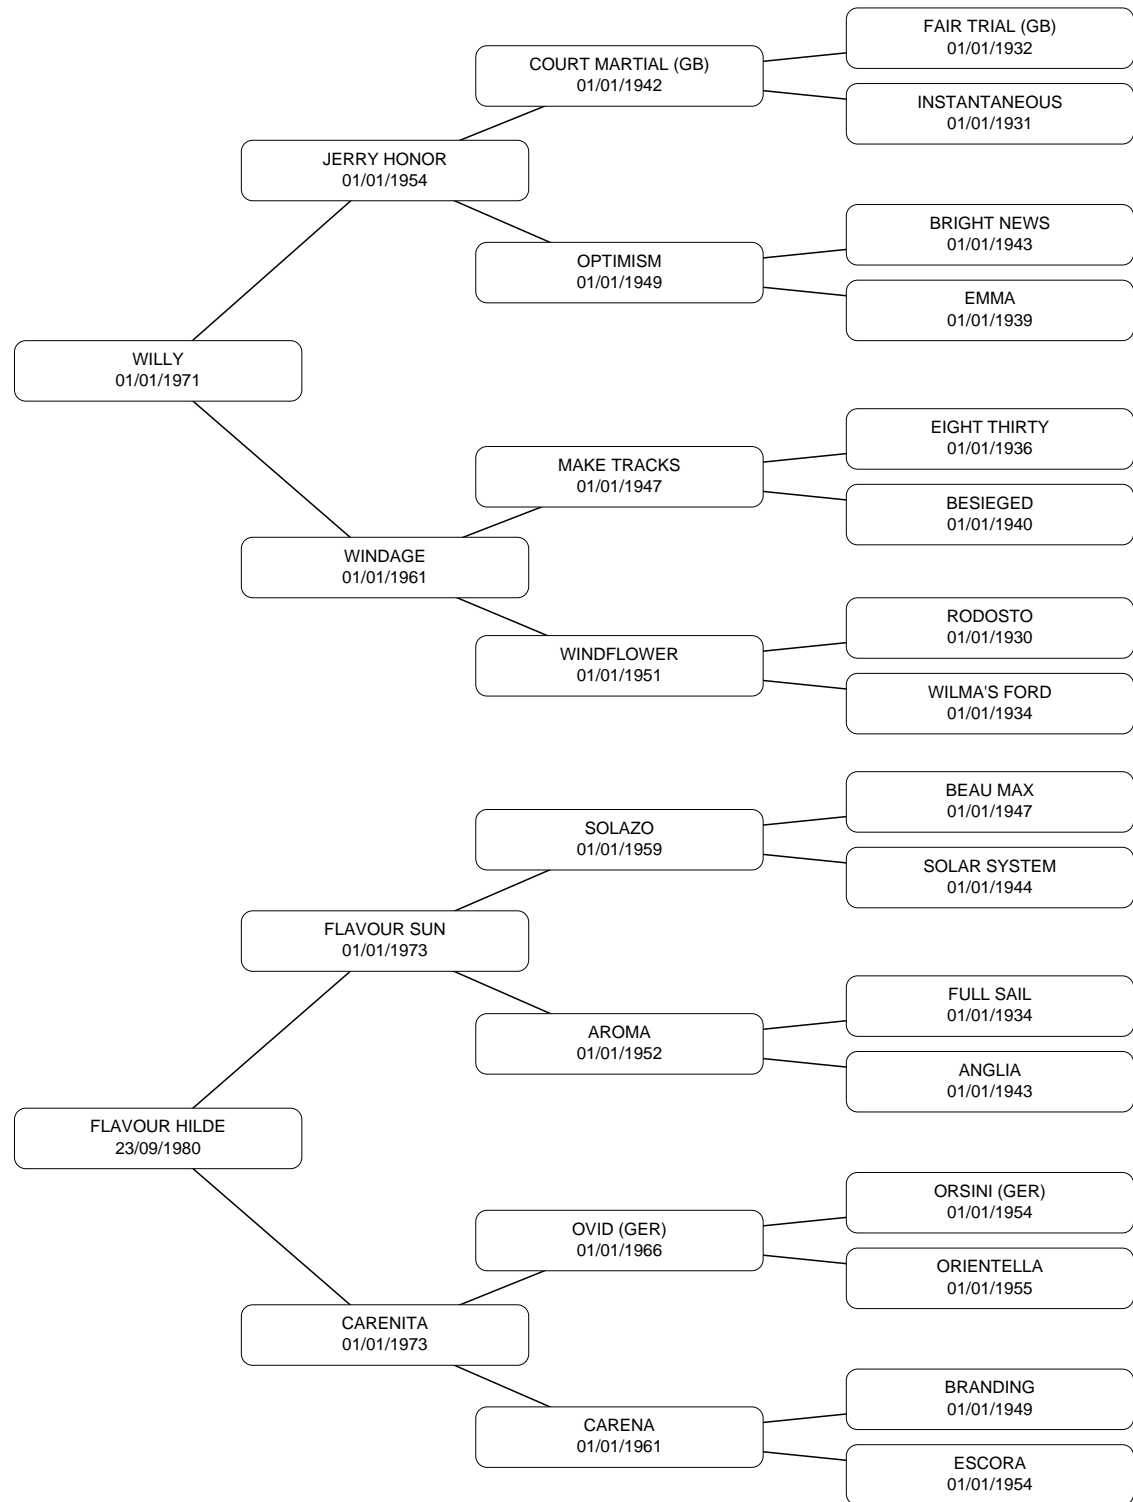 FAIR TRIAL (GB)
01/01/1932
COURT MARTIAL (GB)
01/01/1942
INSTANTANEOUS
01/01/1931
JERRY HONOR
01/01/1954
BRIGHT NEWS
01/01/1943
OPTIMISM
01/01/1949
EMMA
01/01/1939
WILLY
01/01/1971
EIGHT THIRTY
01/01/1936
MAKE TRACKS
01/01/1947
BESIEGED
01/01/1940
WINDAGE
01/01/1961
RODOSTO
01/01/1930
WINDFLOWER
01/01/1951
WILMA'S FORD
01/01/1934
BEAU MAX
01/01/1947
SOLAZO
01/01/1959
SOLAR SYSTEM
01/01/1944
FLAVOUR SUN
01/01/1973
FULL SAIL
01/01/1934
AROMA
01/01/1952
ANGLIA
01/01/1943
FLAVOUR HILDE
23/09/1980
ORSINI (GER)
01/01/1954
OVID (GER)
01/01/1966
ORIENTELLA
01/01/1955
CARENITA
01/01/1973
BRANDING
01/01/1949
CARENA
01/01/1961
ESCORA
01/01/1954